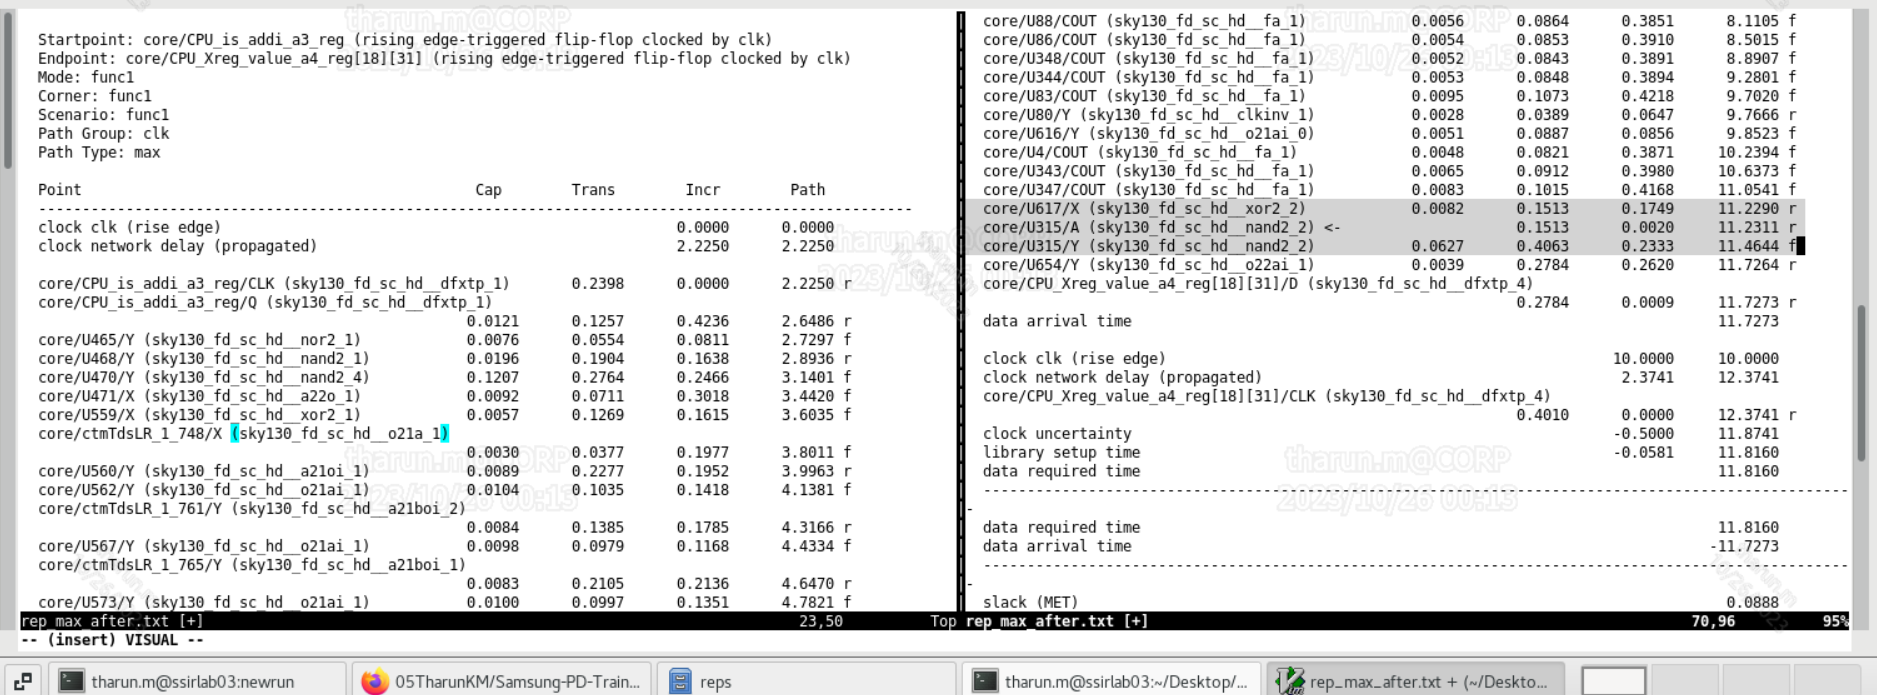 Startpoint: core/CPU_is_addi_a3_reg (rising edge-triggered flip-flop clocked by clk)
Endpoint: core/CPU_Xreg_value_a4_reg[18][31] (rising edge-triggered flip-flop clocked by clk)
Mode: func1
Corner: func1
Scenario: func1
Path Group: clk
Path Type: max
Point Cap Trans Incr Path
------------------------------------------------------------------------
clock clk (rise edge) 0.0000 0.0000
clock network delay (propagated) 2.2250 2.2250
core/CPU_is_addi_a3_reg/CLK (sky130_fd_sc_hd__dfxtp_1) 0.2398 0.0000 2.2250 r
core/CPU_is_addi_a3_reg/Q (sky130_fd_sc_hd__dfxtp_1)
0.0121 0.1257 0.4236 2.6486 r
core/U465/Y (sky130_fd_sc_hd__nor2_1) 0.0076 0.0554 0.0811 2.7297 f
core/U468/Y (sky130_fd_sc_hd__nand2_1) 0.0196 0.1904 0.1638 2.8936 r
core/U470/Y (sky130_fd_sc_hd__nand2_4) 0.1207 0.2764 0.2466 3.1401 f
core/U471/X (sky130_fd_sc_hd__a22o_1) 0.0092 0.0711 0.3018 3.4420 f
core/U559/X (sky130_fd_sc_hd__xor2_1) 0.0057 0.1269 0.1615 3.6035 f
core/ctmTdsLR_1_748/X (sky130_fd_sc_hd__o21a_1)
0.0030 0.0377 0.1977 3.8011 f
core/U560/Y (sky130_fd_sc_hd__a21oi_1) 0.0089 0.2277 0.1952 3.9963 r
core/U562/Y (sky130_fd_sc_hd__o21ai_1) 0.0104 0.1035 0.1418 4.1381 f
core/ctmTdsLR_1_761/Y (sky130_fd_sc_hd__a21boi_2)
0.0084 0.1385 0.1785 4.3166 r
core/U567/Y (sky130_fd_sc_hd__o21ai_1) 0.0098 0.0979 0.1168 4.4334 f
core/ctmTdsLR_1_765/Y (sky130_fd_sc_hd__a21boi_1)
0.0083 0.2105 0.2136 4.6470 r
core/U573/Y (sky130_fd_sc_hd__o21ai_1) 0.0100 0.0997 0.1351 4.7821 f
rep_max_after.txt [+] 23,50 Top
-- (insert) VISUAL --
core/U88/COUT (sky130_fd_sc_hd__fa_1) 0.0056 0.0864 0.3851 8.1105 f
core/U86/COUT (sky130_fd_sc_hd__fa_1) 0.0054 0.0853 0.3910 8.5015 f
core/U348/COUT (sky130_fd_sc_hd__fa_1) 0.0052 0.0843 0.3891 8.8907 f
core/U344/COUT (sky130_fd_sc_hd__fa_1) 0.0053 0.0848 0.3894 9.2801 f
core/U83/COUT (sky130_fd_sc_hd__fa_1) 0.0095 0.1073 0.4218 9.7020 f
core/U80/Y (sky130_fd_sc_hd__clkinv_1) 0.0028 0.0389 0.0647 9.7666 r
core/U616/Y (sky130_fd_sc_hd__o21ai_0) 0.0051 0.0887 0.0856 9.8523 f
core/U4/COUT (sky130_fd_sc_hd__fa_1) 0.0048 0.0821 0.3871 10.2394 f
core/U343/COUT (sky130_fd_sc_hd__fa_1) 0.0065 0.0912 0.3980 10.6373 f
core/U347/COUT (sky130_fd_sc_hd__fa_1) 0.0083 0.1015 0.4168 11.0541 f
core/U617/X (sky130_fd_sc_hd__xor2_2) 0.0082 0.1513 0.1749 11.2290 r
core/U315/A (sky130_fd_sc_hd__nand2_2) <- 0.1513 0.0020 11.2311 r
core/U315/Y (sky130_fd_sc_hd__nand2_2) 0.0627 0.4063 0.2333 11.4644 f
core/U654/Y (sky130_fd_sc_hd__o22ai_1) 0.0039 0.2784 0.2620 11.7264 r
core/CPU_Xreg_value_a4_reg[18][31]/D (sky130_fd_sc_hd__dfxtp_4)
0.2784 0.0009 11.7273 r
data arrival time 11.7273
clock clk (rise edge) 10.0000 10.0000
clock network delay (propagated) 2.3741 12.3741
core/CPU_Xreg_value_a4_reg[18][31]/CLK (sky130_fd_sc_hd__dfxtp_4)
0.4010 0.0000 12.3741 r
clock uncertainty -0.5000 11.8741
library setup time -0.0581 11.8160
data required time 11.8160
------------------------------------------------------------------------
-
data required time 11.8160
data arrival time -11.7273
------------------------------------------------------------------------
-
slack (MET) 0.0888
rep_max_after.txt [+] 70,96 95%
tharun.m@CORP
2023/10/26 00:13
tharun.m@ssirlab03:newrun
05TharunKM/Samsung-PD-Train...
reps
tharun.m@ssirlab03:~/Desktop/...
rep_max_after.txt + (~/Deskto...